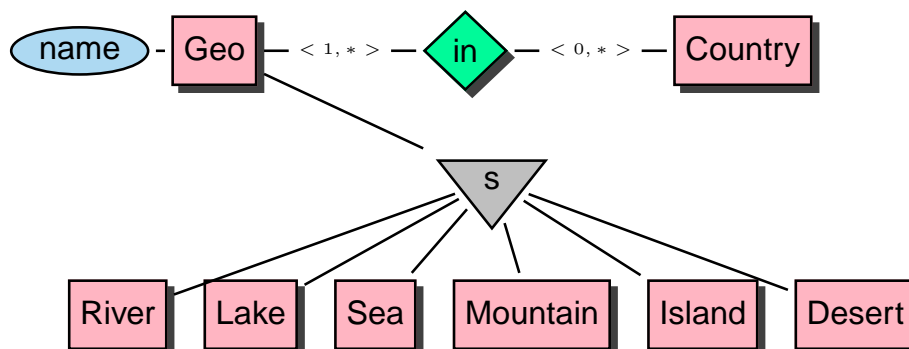 name Geo < 1, * > in < 0, * > Country
s
River Lake Sea Mountain Island Desert